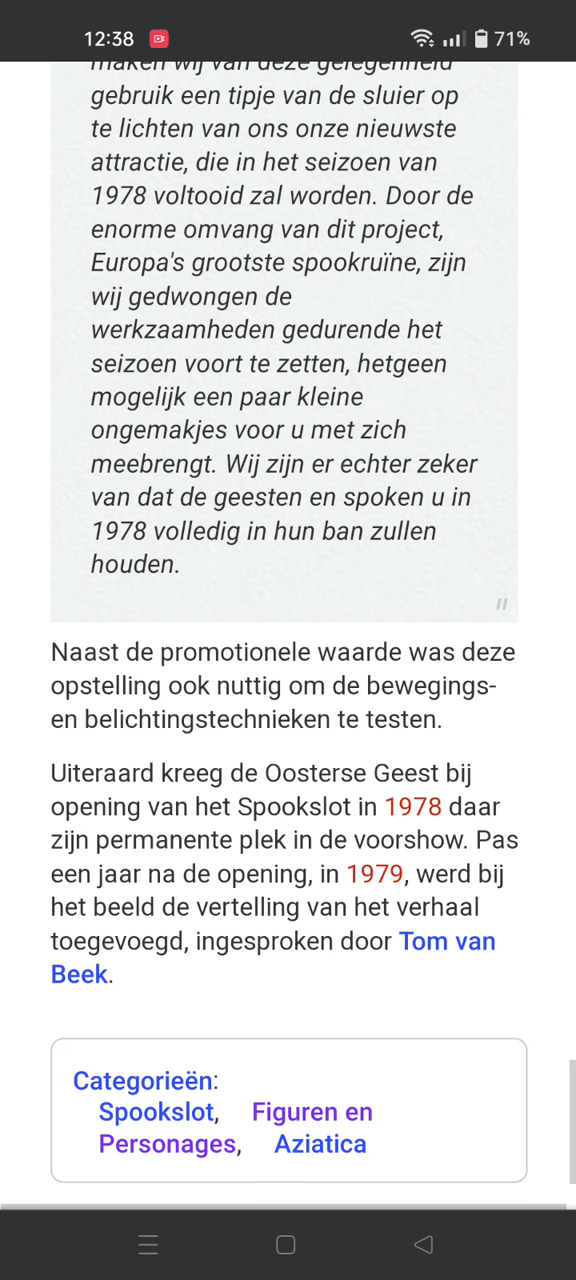 12:38
71%
maken wij van deze gelegenheid
gebruik een tipje van de sluier op
te lichten van ons onze nieuwste
attractie, die in het seizoen van
1978 voltooid zal worden. Door de
enorme omvang van dit project,
Europa's grootste spookruïne, zijn
wij gedwongen de
werkzaamheden gedurende het
seizoen voort te zetten, hetgeen
mogelijk een paar kleine
ongemakjes voor u met zich
meebrengt. Wij zijn er echter zeker
van dat de geesten en spoken u in
1978 volledig in hun ban zullen
houden.
"
Naast de promotionele waarde was deze
opstelling ook nuttig om de bewegings-
en belichtingstechnieken te testen.
Uiteraard kreeg de Oosterse Geest bij
opening van het Spookslot in 1978 daar
zijn permanente plek in de voorshow. Pas
een jaar na de opening, in 1979, werd bij
het beeld de vertelling van het verhaal
toegevoegd, ingesproken door Tom van
Beek.
Categorieën:
Spookslot, Figuren en
Personages, Aziatica